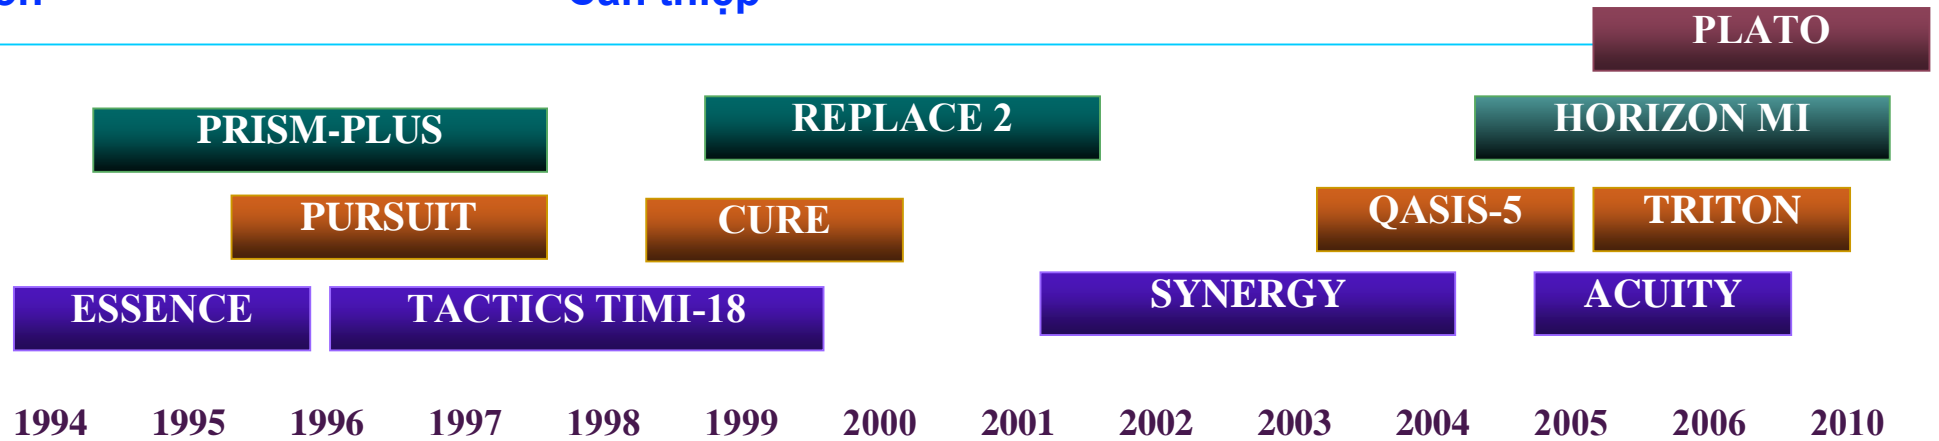 PLATO
PRISM-PLUS REPLACE 2 HORIZON MI
PURSUIT CURE QASIS-5 TRITON
ESSENCE TACTICS TIMI-18 SYNERGY ACUITY
1994 1995 1996 1997 1998 1999 2000 2001 2002 2003 2004 2005 2006 2010